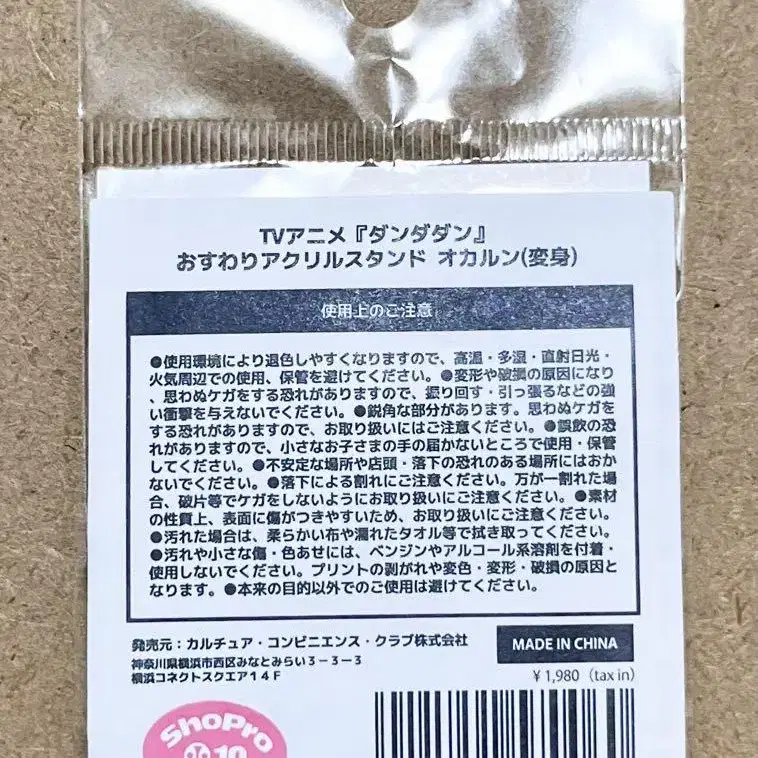 TVアニメ『ダンダダン』
おすわりアクリルスタンド オカルン(変身)
使用上のご注意
●使用環境により退色しやすくなりますので、高温・多湿・直射日光・
火気周辺での使用、保管を避けてください。●変形や破損の原因になり
、思わぬケガをする恐れがありますので、振り回す・引っ張るなどの強
い衝撃を与えないでください。●鋭角な部分があります。思わぬケガを
する恐れがありますので、お取り扱いにはご注意ください。●誤飲の恐
れがありますので、小さなお子さまの手の届かないところで使用・保管
してください。●不安定な場所や店頭・落下の恐れのある場所にはおか
ないでください。●落下による割れにご注意ください。万が一割れた場
合、破片等でケガをしないようにお取り扱いにご注意ください。●素材
の性質上、表面に傷がつきやすいため、お取り扱いにご注意ください。
●汚れた場合は、柔らかい布や濡れたタオル等で拭き取ってください。
●汚れや小さな傷・色あせには、ベンジンやアルコール系溶剤を付着・
使用しないでください。プリントの剥がれや変色・変形・破損の原因と
なります。●本来の目的以外でのご使用は避けてください。
発売元：カルチュア・コンビニエンス・クラブ株式会社
神奈川県横浜市西区みなとみらい３－３－３
横浜コネクトスクエア１４Ｆ
MADE IN CHINA
￥1,980（tax in）
ShoPro
10